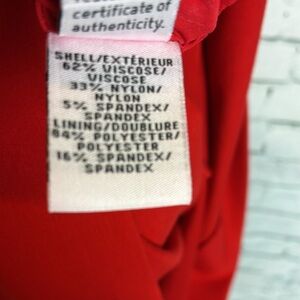 certificate of
authenticity.
SHELL/EXTÉRIEUR
62% VISCOSE/
VISCOSE
33% NYLON/
NYLON
5% SPANDEX/
SPANDEX
LINING/DOUBLURE
84% POLYESTER/
POLYESTER
16% SPANDEX/
SPANDEX